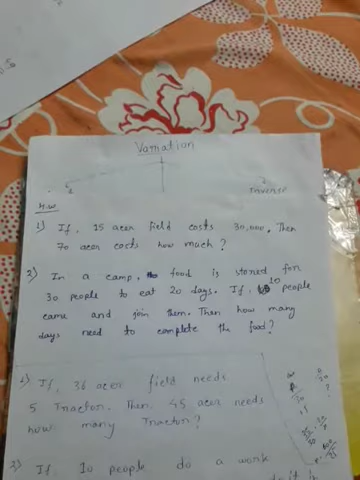 Variation
Inverse
H.W
1) If, 15 acer field costs 30,000. Then
70 acer costs how much?
2) In a camp, food is stored for
30 people to eat 20 days. If, 10 people
came and join them. Then how many
days need to complete the food?
1) If, 36 acer field needs
5 Tractor. Then 45 acer needs
how many Tractor?
2) If 10 people do a work